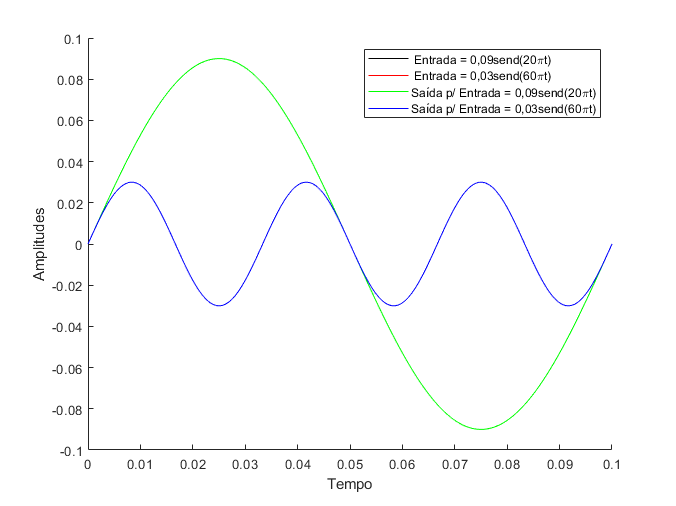 Entrada = 0,09send(20πt)
Entrada = 0,03send(60πt)
Saída p/ Entrada = 0,09send(20πt)
Saída p/ Entrada = 0,03send(60πt)
0.1
0.08
0.06
0.04
0.02
0
-0.02
-0.04
-0.06
-0.08
-0.1
Amplitudes
0 0.01 0.02 0.03 0.04 0.05 0.06 0.07 0.08 0.09 0.1
Tempo